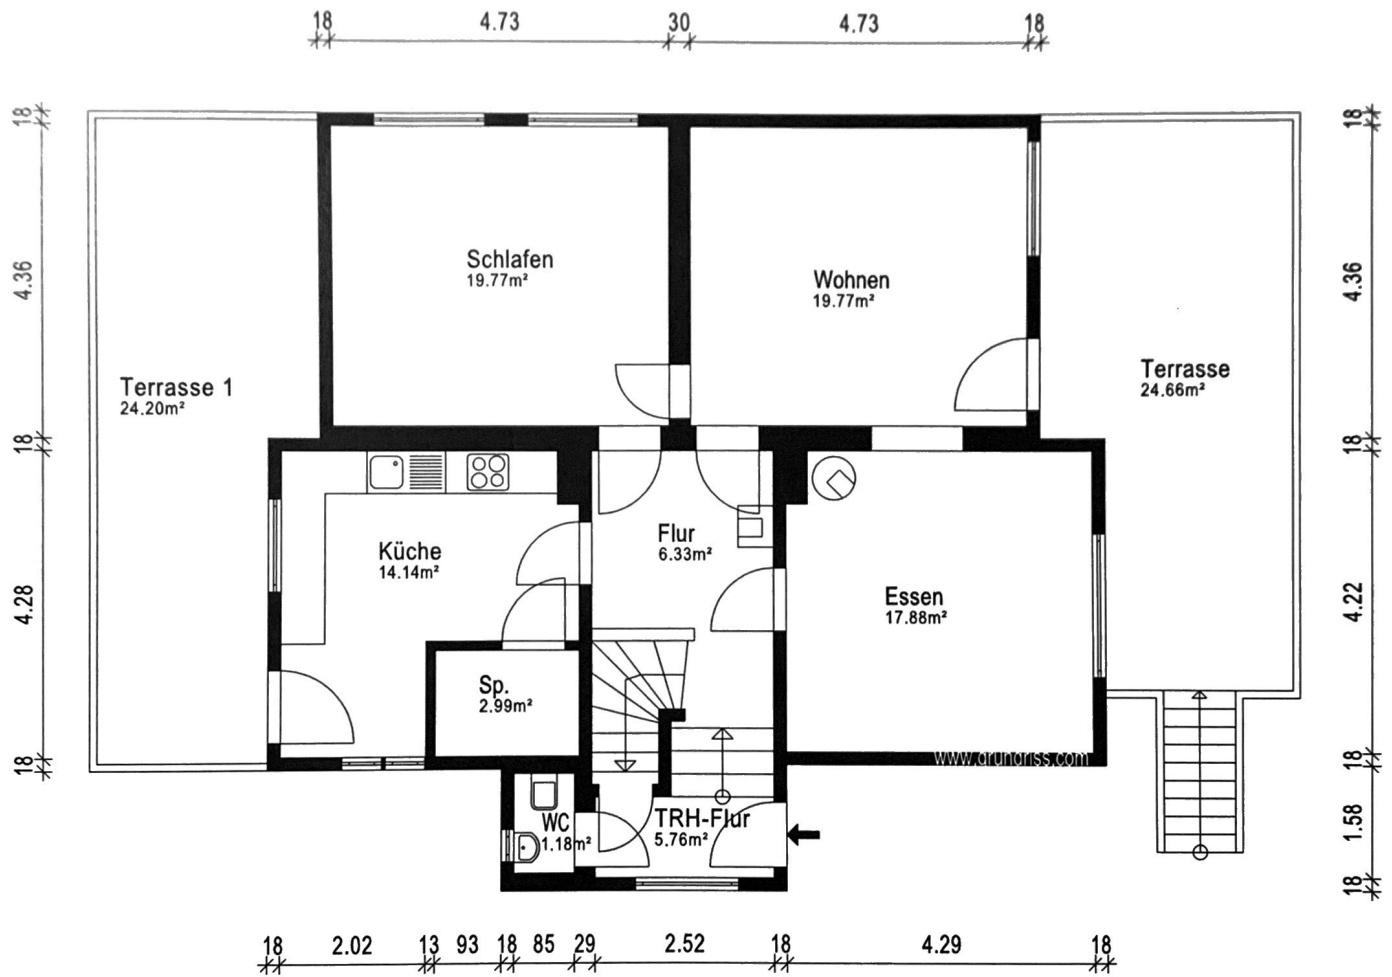 18 4.73 30 4.73 18
18
4.36
18
4.28
18
18
4.36
18
4.22
18
1.58
18
Schlafen
19.77m²
Wohnen
19.77m²
Terrasse 1
24.20m²
Terrasse
24.66m²
Küche
14.14m²
Flur
6.33m²
Essen
17.88m²
Sp.
2.99m²
www.grundriss.com
WC
1.18m²
TRH-Flur
5.76m²
18 2.02 13 93 18 85 29 2.52 18 4.29 18